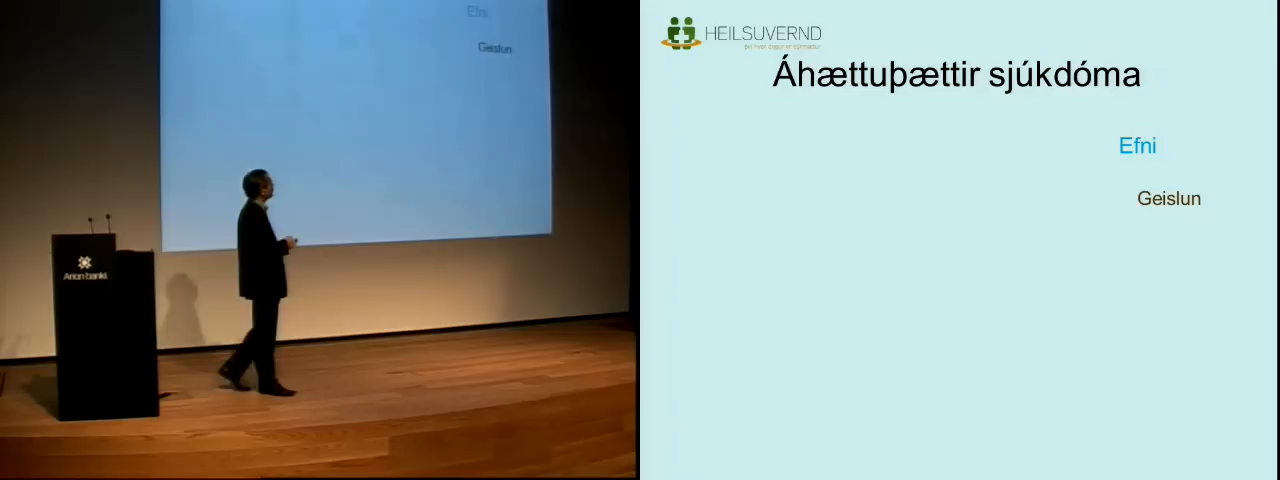 Efni
Geislun
Arion banki
HEILSUVERND
Áhættuþættir sjúkdóma
Efni
Geislun